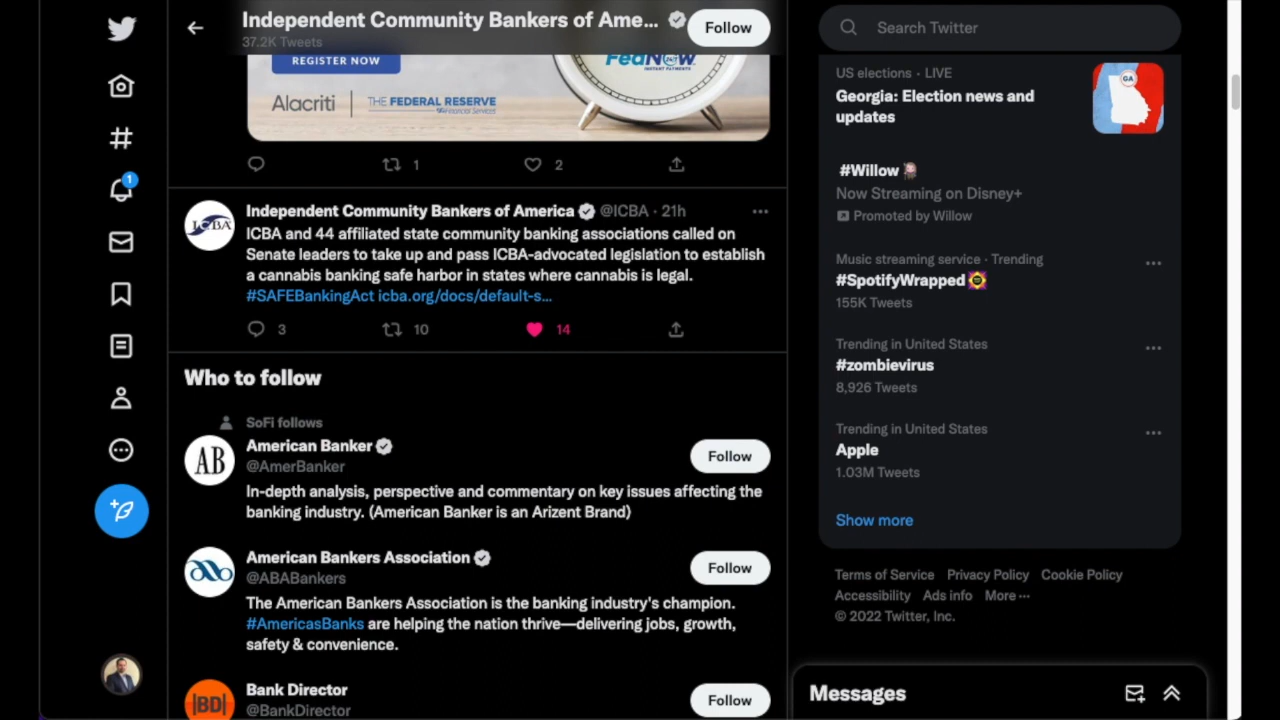 Independent Community Bankers of Ame...
37.2K Tweets
Follow
REGISTER NOW
Alacriti
THE FEDERAL RESERVE
Financial Services
FedNow
INSTANT PAYMENTS
1
2
Independent Community Bankers of America @ICBA · 21h
ICBA
ICBA and 44 affiliated state community banking associations called on
Senate leaders to take up and pass ICBA-advocated legislation to establish
a cannabis banking safe harbor in states where cannabis is legal.
#SAFEBankingAct icba.org/docs/default-s...
3
10
14
Who to follow
SoFi follows
AB
American Banker
@AmerBanker
Follow
In-depth analysis, perspective and commentary on key issues affecting the
banking industry. (American Banker is an Arizent Brand)
American Bankers Association
@ABABankers
Follow
The American Bankers Association is the banking industry's champion.
#AmericasBanks are helping the nation thrive—delivering jobs, growth,
safety & convenience.
|BD|
Bank Director
@BankDirector
Follow
1
Search Twitter
US elections · LIVE
Georgia: Election news and
updates
GA
#Willow
Now Streaming on Disney+
Promoted by Willow
Music streaming service · Trending
#SpotifyWrapped
155K Tweets
Trending in United States
#zombievirus
8,926 Tweets
Trending in United States
Apple
1.03M Tweets
Show more
Terms of Service Privacy Policy Cookie Policy
Accessibility Ads info More ···
© 2022 Twitter, Inc.
Messages